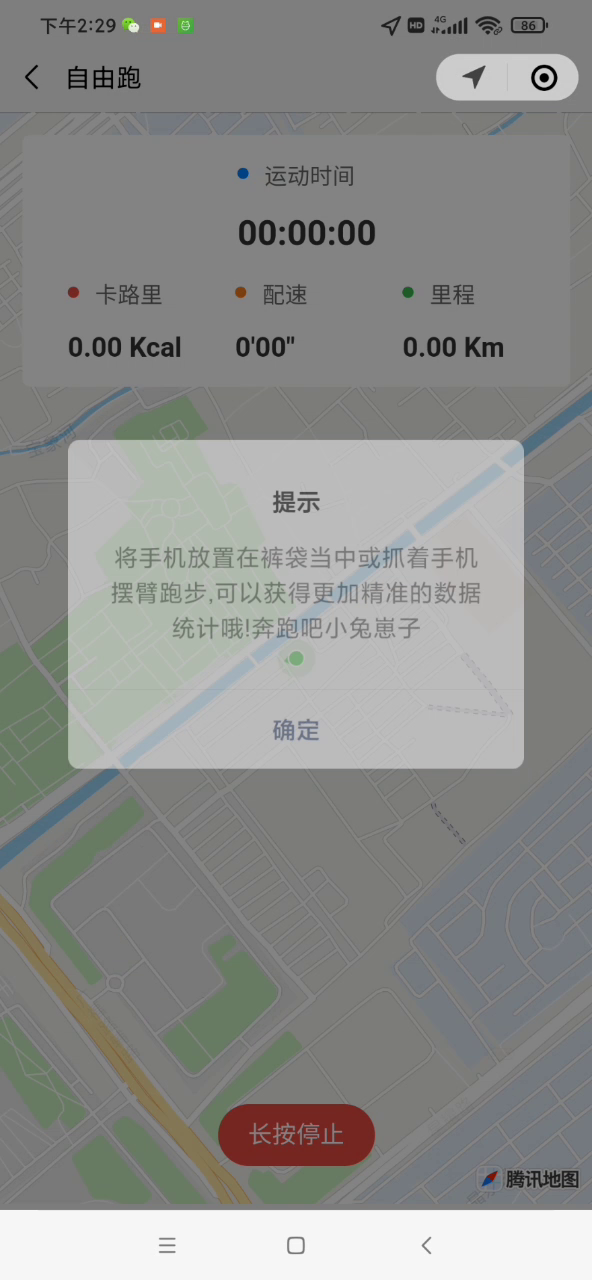 下午2:29
HD
4G
86
自由跑
运动时间
00:00:00
卡路里
配速
里程
0.00 Kcal
0'00"
0.00 Km
提示
将手机放置在裤袋当中或抓着手机
摆臂跑步,可以获得更加精准的数据
统计哦!奔跑吧小兔崽子
确定
长按停止
腾讯地图